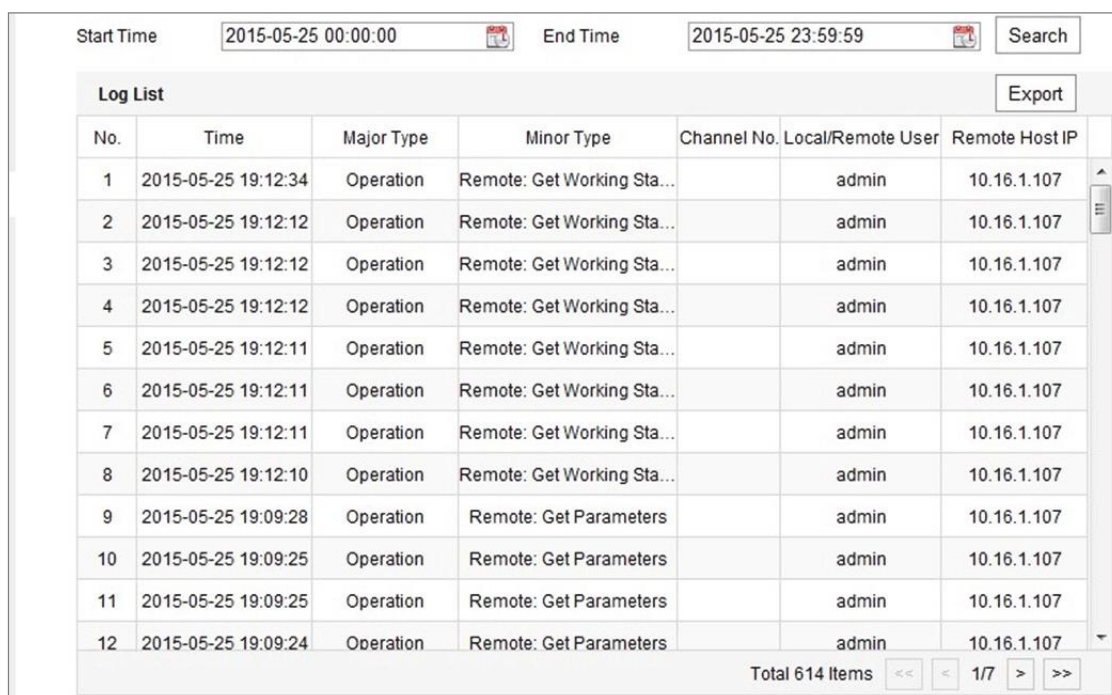 Start Time 2015-05-25 00:00:00 End Time 2015-05-25 23:59:59 Search
Log List Export
No. Time Major Type Minor Type Channel No. Local/Remote User Remote Host IP
1 2015-05-25 19:12:34 Operation Remote: Get Working Sta... admin 10.16.1.107
2 2015-05-25 19:12:12 Operation Remote: Get Working Sta... admin 10.16.1.107
3 2015-05-25 19:12:12 Operation Remote: Get Working Sta... admin 10.16.1.107
4 2015-05-25 19:12:12 Operation Remote: Get Working Sta... admin 10.16.1.107
5 2015-05-25 19:12:11 Operation Remote: Get Working Sta... admin 10.16.1.107
6 2015-05-25 19:12:11 Operation Remote: Get Working Sta... admin 10.16.1.107
7 2015-05-25 19:12:11 Operation Remote: Get Working Sta... admin 10.16.1.107
8 2015-05-25 19:12:10 Operation Remote: Get Working Sta... admin 10.16.1.107
9 2015-05-25 19:09:28 Operation Remote: Get Parameters admin 10.16.1.107
10 2015-05-25 19:09:25 Operation Remote: Get Parameters admin 10.16.1.107
11 2015-05-25 19:09:25 Operation Remote: Get Parameters admin 10.16.1.107
12 2015-05-25 19:09:24 Operation Remote: Get Parameters admin 10.16.1.107
Total 614 Items << < 1/7 > >>